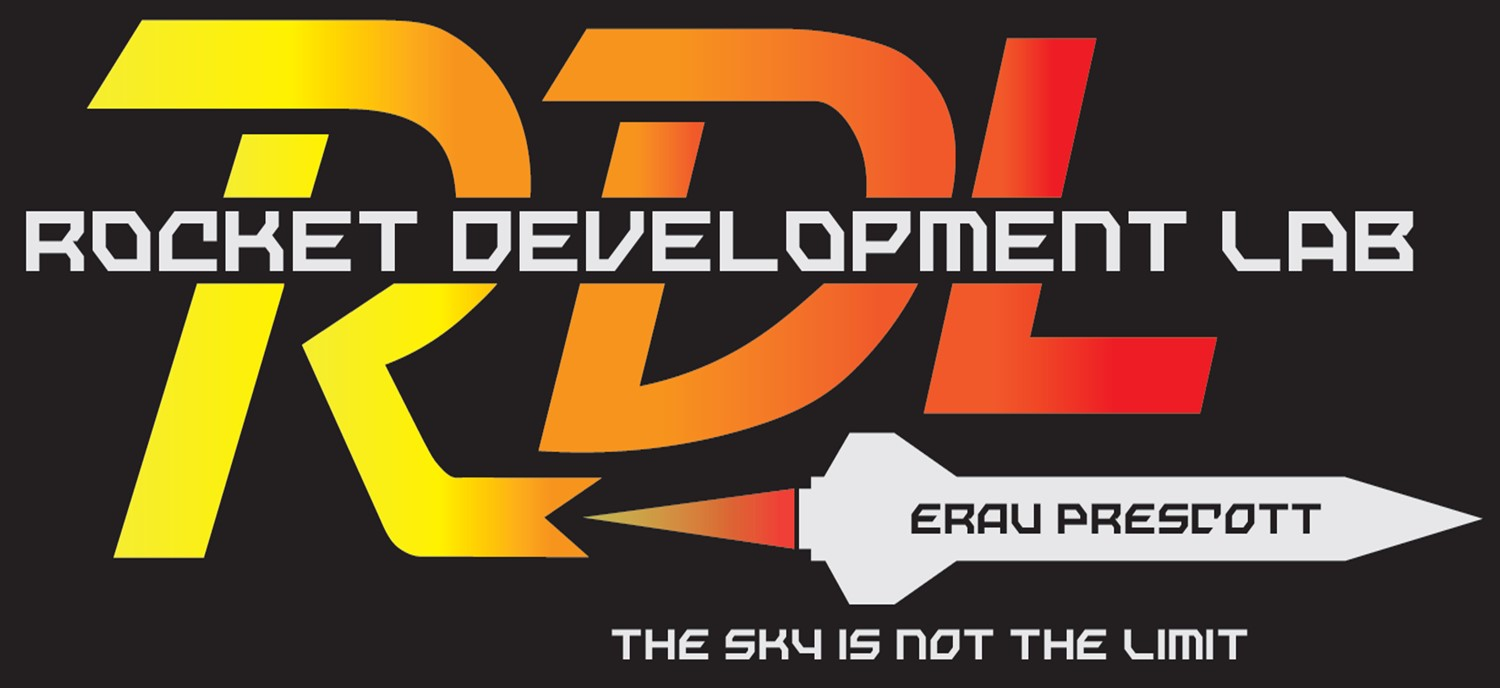 RDL
ROCKET DEVELOPMENT LAB
ERAU PRESCOTT
THE SKY IS NOT THE LIMIT